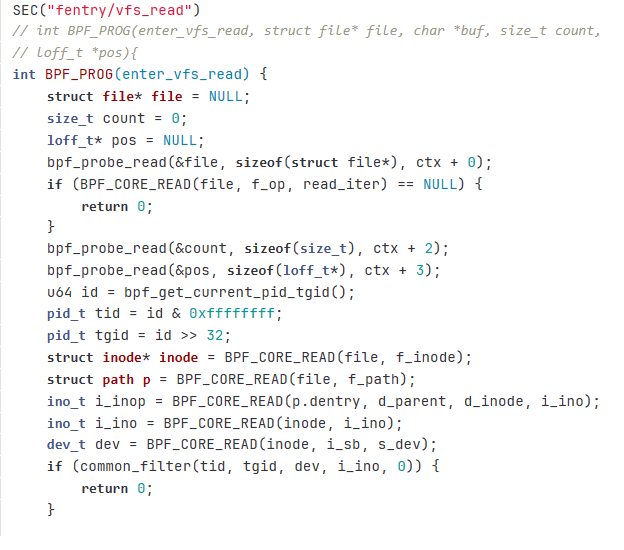 SEC("fentry/vfs_read")
// int BPF_PROG(enter_vfs_read, struct file* file, char *buf, size_t count,
// loff_t *pos){
int BPF_PROG(enter_vfs_read) {
    struct file* file = NULL;
    size_t count = 0;
    loff_t* pos = NULL;
    bpf_probe_read(&file, sizeof(struct file*), ctx + 0);
    if (BPF_CORE_READ(file, f_op, read_iter) == NULL) {
        return 0;
    }
    bpf_probe_read(&count, sizeof(size_t), ctx + 2);
    bpf_probe_read(&pos, sizeof(loff_t*), ctx + 3);
    u64 id = bpf_get_current_pid_tgid();
    pid_t tid = id & 0xffffffff;
    pid_t tgid = id >> 32;
    struct inode* inode = BPF_CORE_READ(file, f_inode);
    struct path p = BPF_CORE_READ(file, f_path);
    ino_t i_inop = BPF_CORE_READ(p.dentry, d_parent, d_inode, i_ino);
    ino_t i_ino = BPF_CORE_READ(inode, i_ino);
    dev_t dev = BPF_CORE_READ(inode, i_sb, s_dev);
    if (common_filter(tid, tgid, dev, i_ino, 0)) {
        return 0;
    }